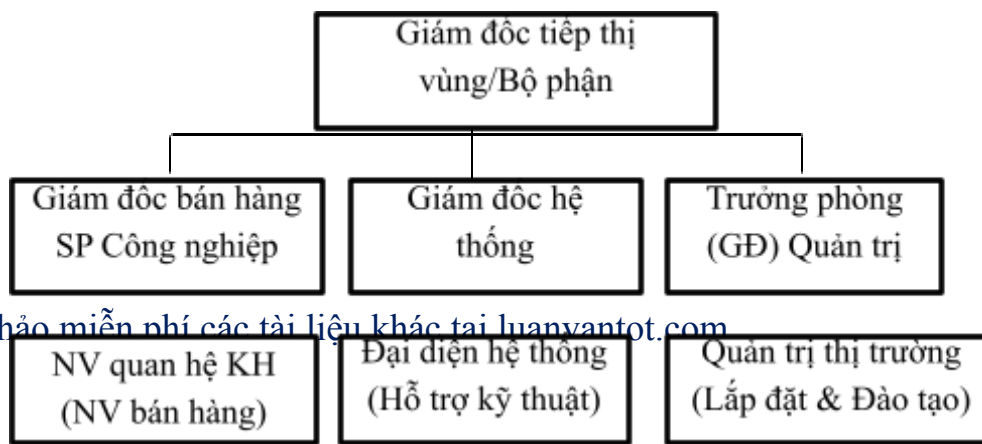 Giám đốc tiếp thị
vùng/Bộ phận
Giám đốc bán hàng
SP Công nghiệp
Giám đốc hệ
thống
Trưởng phòng
(GĐ) Quản trị
hảo miễn phí các tài liệu khác tại luanvantot.com
NV quan hệ KH
(NV bán hàng)
Đại diện hệ thống
(Hỗ trợ kỹ thuật)
Quản trị thị trường
(Lắp đặt & Đào tạo)